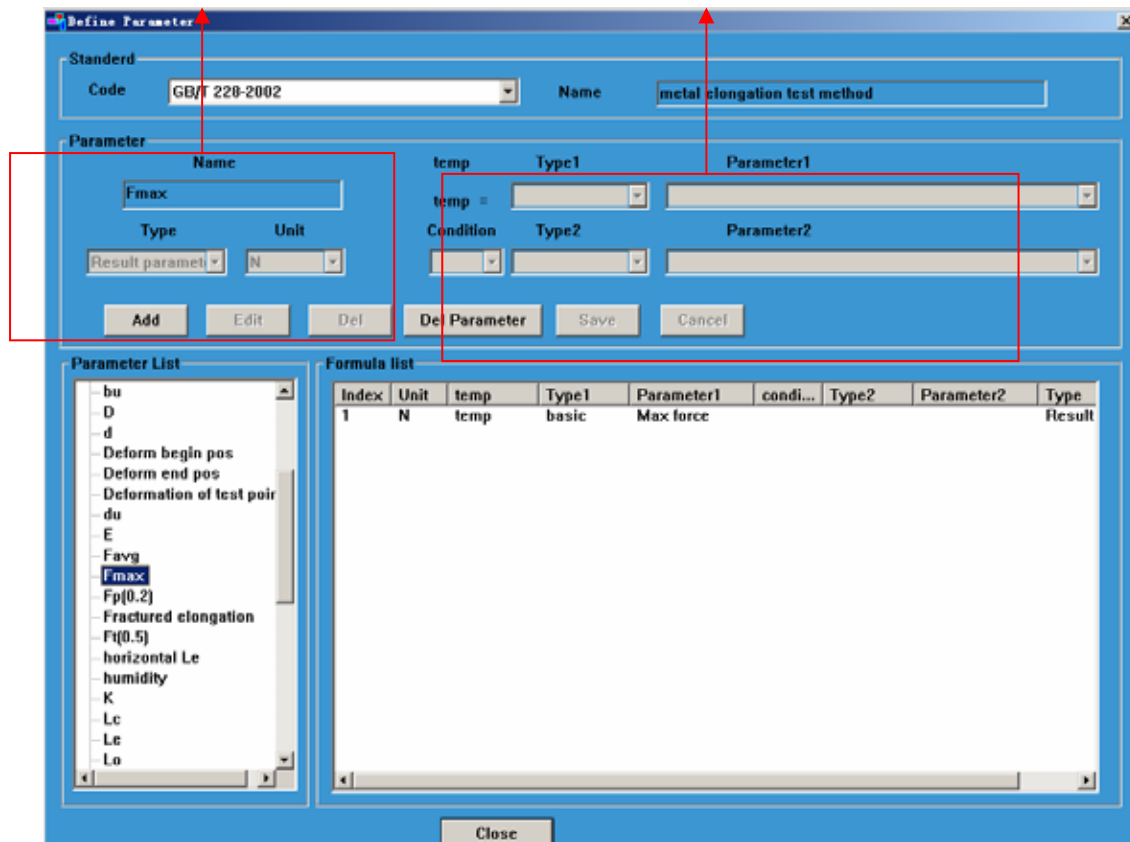 Define Parameter
Standerd
Code GB/T 228-2002 Name metal elongation test method
Parameter
Name temp Type1 Parameter1
Fmax temp =
Type Unit Condition Type2 Parameter2
Result paramet N
Add Edit Del Del Parameter Save Cancel
Parameter List
bu
D
d
Deform begin pos
Deform end pos
Deformation of test poir
du
E
Favg
Fmax
Fp(0.2)
Fractured elongation
Ft(0.5)
horizontal Le
humidity
K
Lc
Le
Lo
Formula list
Index Unit temp Type1 Parameter1 condi... Type2 Parameter2 Type
1 N temp basic Max force Result
Close